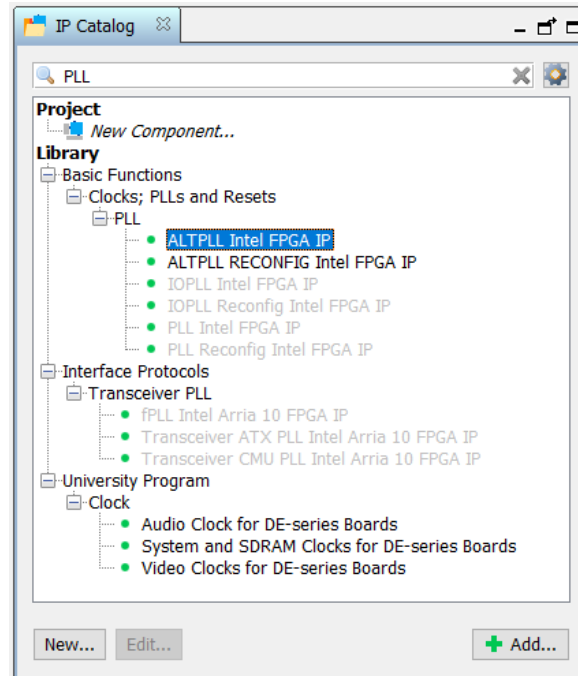 IP Catalog
PLL
Project
New Component...
Library
Basic Functions
Clocks; PLLs and Resets
PLL
ALTPLL Intel FPGA IP
ALTPLL RECONFIG Intel FPGA IP
IOPLL Intel FPGA IP
IOPLL Reconfig Intel FPGA IP
PLL Intel FPGA IP
PLL Reconfig Intel FPGA IP
Interface Protocols
Transceiver PLL
fPLL Intel Arria 10 FPGA IP
Transceiver ATX PLL Intel Arria 10 FPGA IP
Transceiver CMU PLL Intel Arria 10 FPGA IP
University Program
Clock
Audio Clock for DE-series Boards
System and SDRAM Clocks for DE-series Boards
Video Clocks for DE-series Boards
New... Edit... Add...